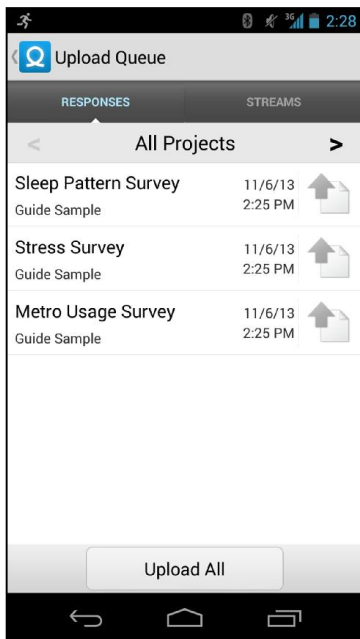 3G 2:28
Upload Queue
RESPONSES STREAMS
< All Projects >
Sleep Pattern Survey 11/6/13
Guide Sample 2:25 PM
Stress Survey 11/6/13
Guide Sample 2:25 PM
Metro Usage Survey 11/6/13
Guide Sample 2:25 PM
Upload All